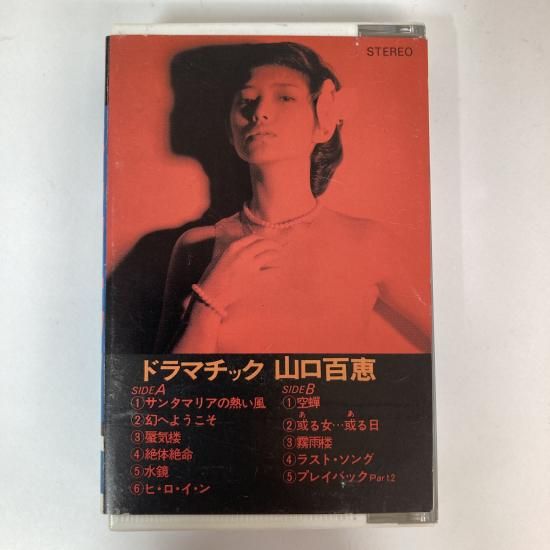 STEREO
ドラマチック 山口百恵
SIDE A
①サンタマリアの熱い風
②幻へようこそ
③蜃気楼
④絶体絶命
⑤水鏡
⑥ヒ・ロ・イ・ン
SIDE B
①空蝉
あ あ
②或る女…或る日
③霧雨楼
④ラスト・ソング
⑤プレイバック Part2